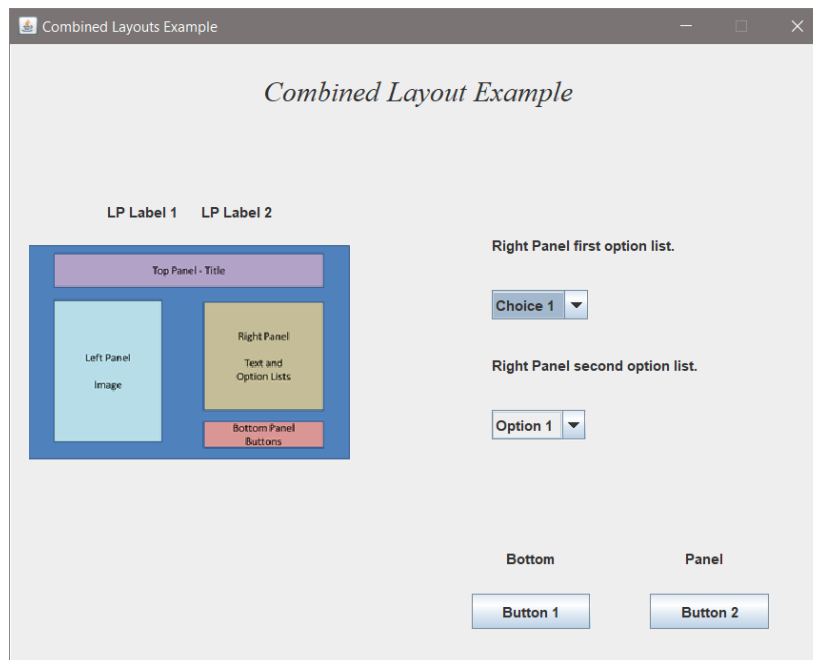 Combined Layouts Example
Combined Layout Example
LP Label 1 LP Label 2
Top Panel - Title
Left Panel
Image
Right Panel
Text and
Option Lists
Bottom Panel
Buttons
Right Panel first option list.
Choice 1
Right Panel second option list.
Option 1
Bottom Panel
Button 1 Button 2